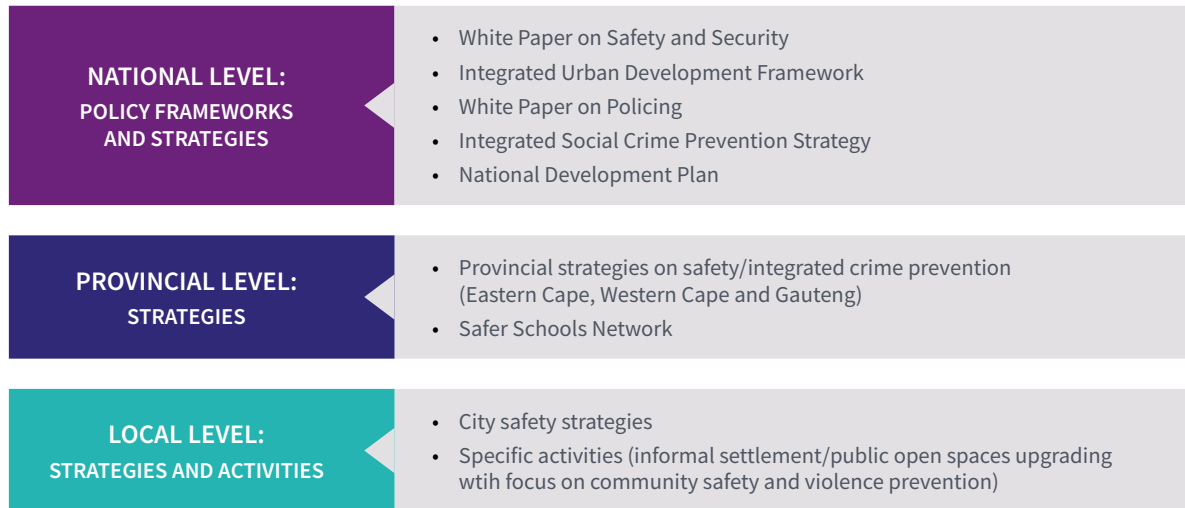 NATIONAL LEVEL:
POLICY FRAMEWORKS
AND STRATEGIES
• White Paper on Safety and Security
• Integrated Urban Development Framework
• White Paper on Policing
• Integrated Social Crime Prevention Strategy
• National Development Plan
PROVINCIAL LEVEL:
STRATEGIES
• Provincial strategies on safety/integrated crime prevention
(Eastern Cape, Western Cape and Gauteng)
• Safer Schools Network
LOCAL LEVEL:
STRATEGIES AND ACTIVITIES
• City safety strategies
• Specific activities (informal settlement/public open spaces upgrading
wtih focus on community safety and violence prevention)